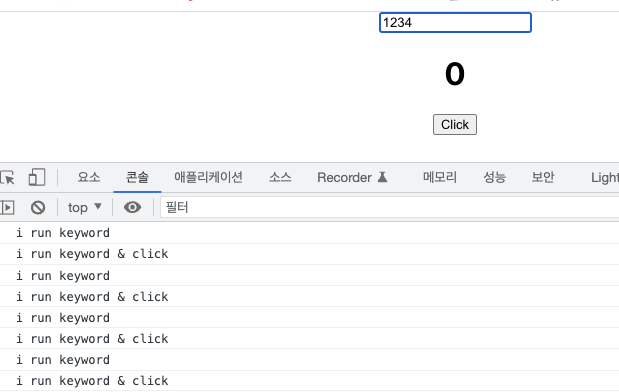 1234
0
Click
요소 콘솔 애플리케이션 소스 Recorder 메모리 성능 보안 Light
top ▼ 필터
i run keyword
i run keyword & click
i run keyword
i run keyword & click
i run keyword
i run keyword & click
i run keyword
i run keyword & click